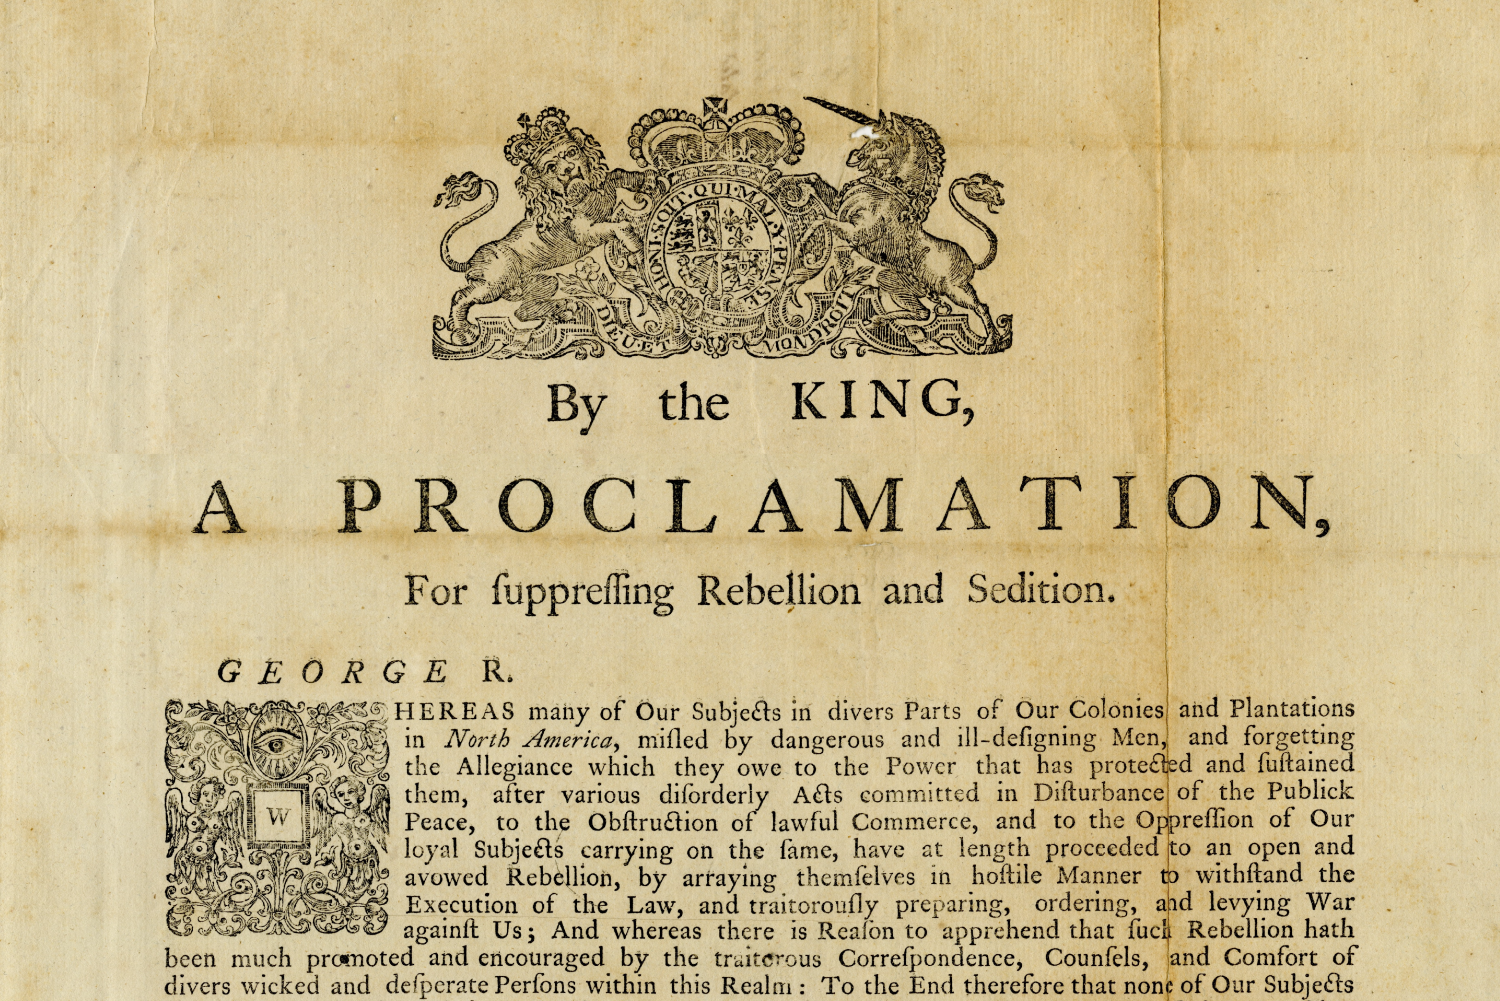 HONI·SOIT·QUI·MAL·Y·PENSE
DIEU·ET MON DROIT
By the KING,
A PROCLAMATION,
For ſuppreſſing Rebellion and Sedition.
GEORGE R.
WHEREAS many of Our Subjects in divers Parts of Our Colonies and Plantations
in North America, miſled by dangerous and ill-deſigning Men, and forgetting
the Allegiance which they owe to the Power that has protected and ſuſtained
them, after various diſorderly Acts committed in Diſturbance of the Publick
Peace, to the Obſtruction of lawful Commerce, and to the Oppreſſion of Our
loyal Subjects carrying on the ſame, have at length proceeded to an open and
avowed Rebellion, by arraying themſelves in hoſtile Manner to withſtand the
Execution of the Law, and traitorouſly preparing, ordering, and levying War
againſt Us; And whereas there is Reaſon to apprehend that ſuch Rebellion hath
been much promoted and encouraged by the traitorous Correſpondence, Counſels, and Comfort of
divers wicked and deſperate Perſons within this Realm: To the End therefore that none of Our Subjects